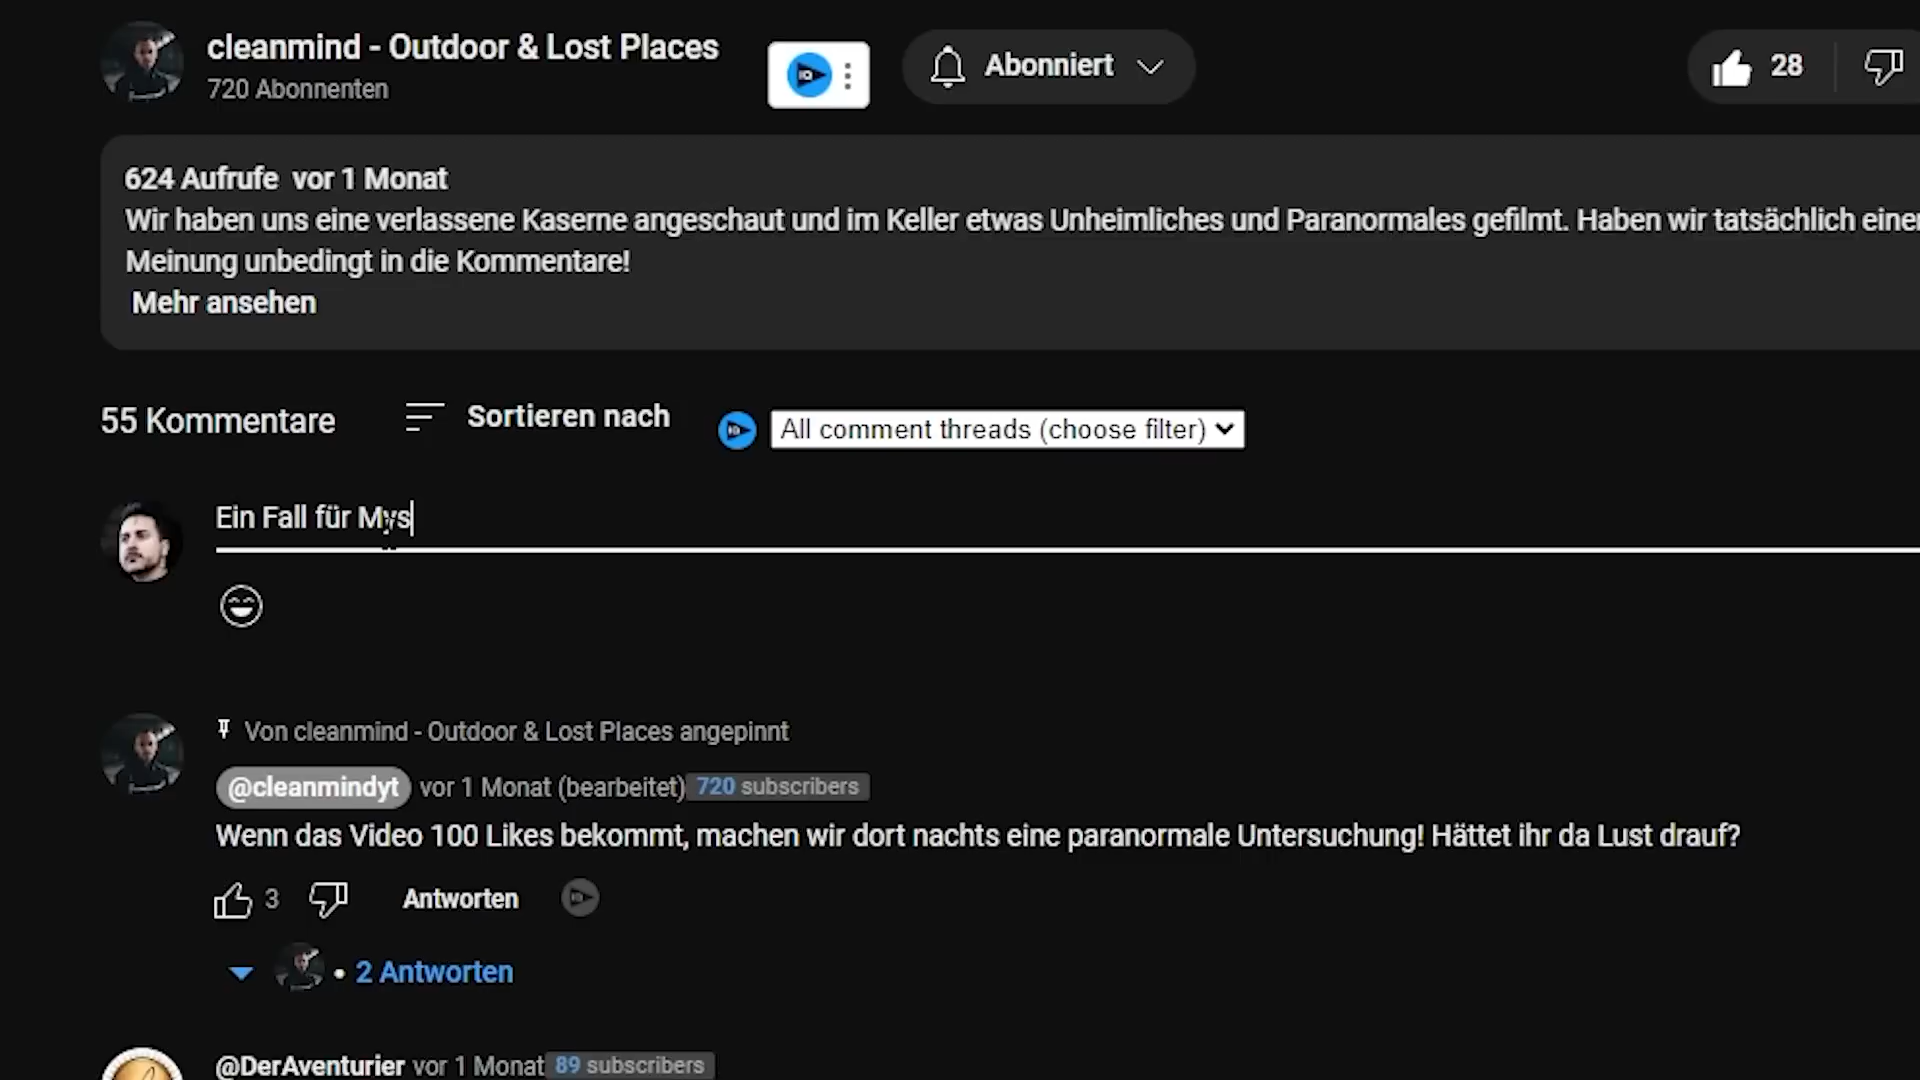 cleanmind - Outdoor & Lost Places
720 Abonnenten
Abonniert
28
624 Aufrufe vor 1 Monat
Wir haben uns eine verlassene Kaserne angeschaut und im Keller etwas Unheimliches und Paranormales gefilmt. Haben wir tatsächlich
Meinung unbedingt in die Kommentare!
Mehr ansehen
55 Kommentare
Sortieren nach
All comment threads (choose filter)
Ein Fall für Mys
Von cleanmind - Outdoor & Lost Places angepinnt
@cleanmindyt vor 1 Monat (bearbeitet) 720 subscribers
Wenn das Video 100 Likes bekommt, machen wir dort nachts eine paranormale Untersuchung! Hättet ihr da Lust drauf?
3
Antworten
• 2 Antworten
@DerAventurier vor 1 Monat 89 subscribers